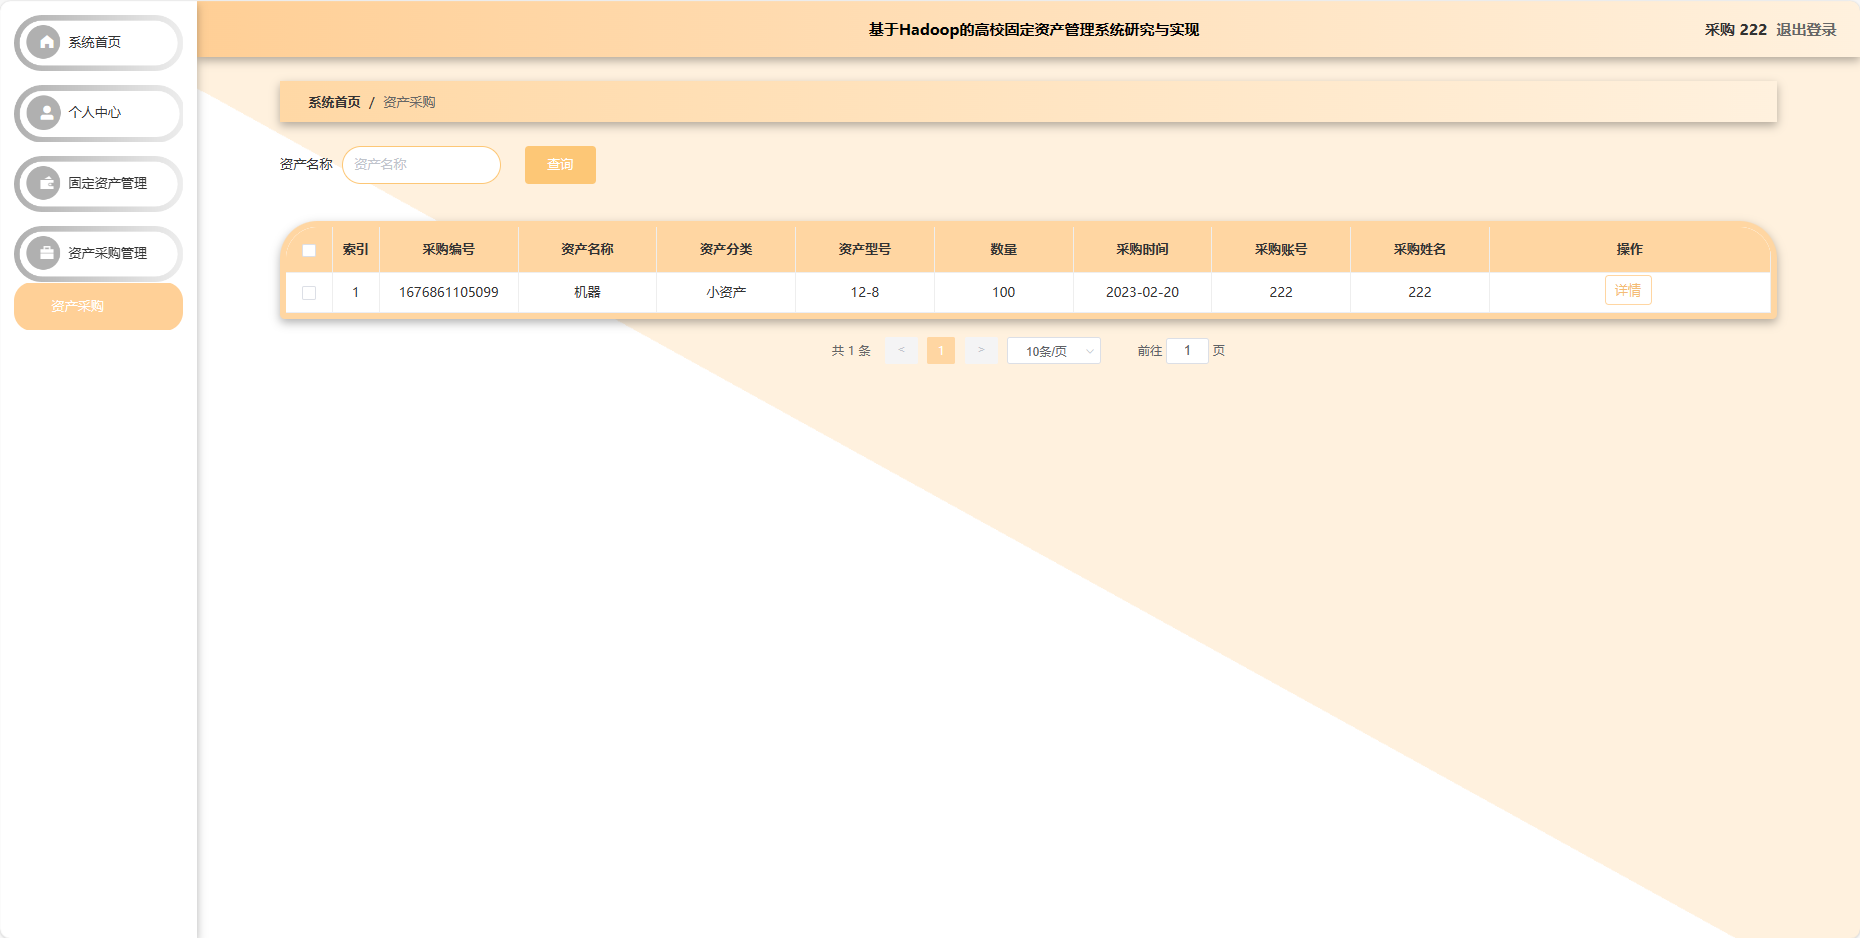 基于Hadoop的高校固定资产管理系统研究与实现
采购 222 退出登录
系统首页
个人中心
固定资产管理
资产采购管理
资产采购
系统首页 / 资产采购
资产名称 资产名称 查询
索引 采购编号 资产名称 资产分类 资产型号 数量 采购时间 采购账号 采购姓名 操作
1 1676861105099 机器 小资产 12-8 100 2023-02-20 222 222 详情
共 1 条 < 1 > 10条/页 前往 1 页